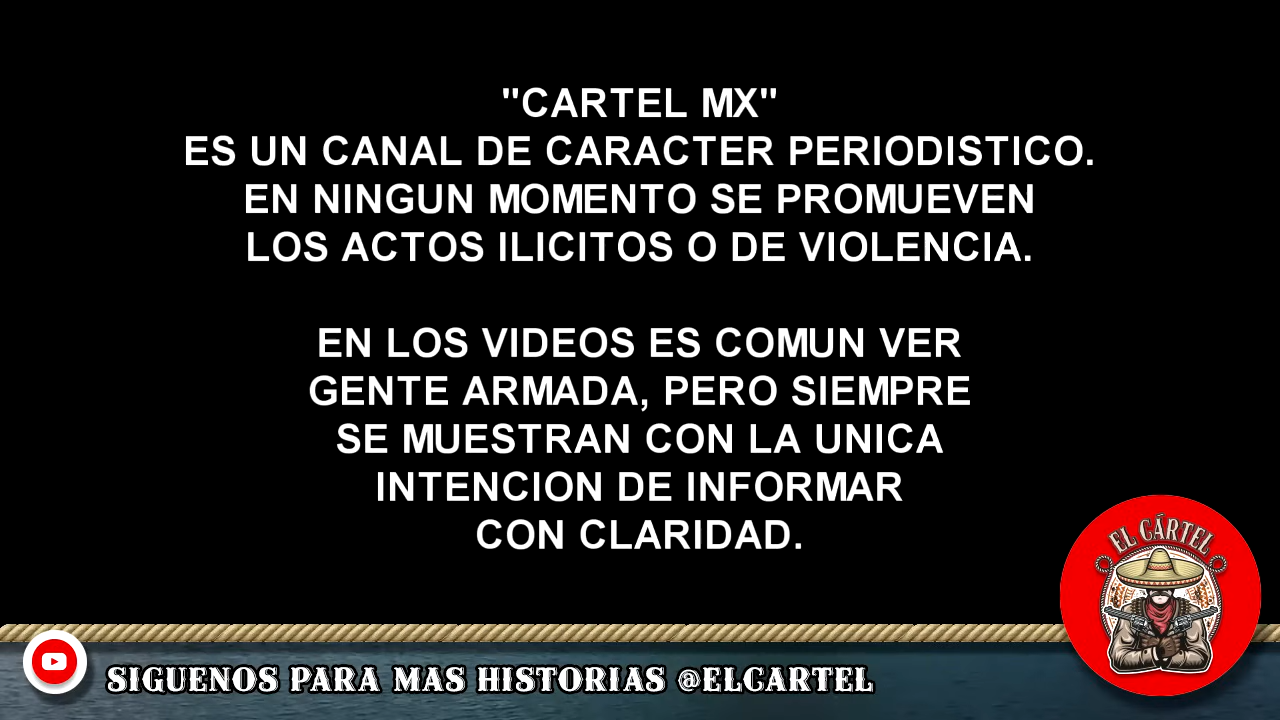 "CARTEL MX"
ES UN CANAL DE CARACTER PERIODISTICO.
EN NINGUN MOMENTO SE PROMUEVEN
LOS ACTOS ILICITOS O DE VIOLENCIA.
EN LOS VIDEOS ES COMUN VER
GENTE ARMADA, PERO SIEMPRE
SE MUESTRAN CON LA UNICA
INTENCION DE INFORMAR
CON CLARIDAD.
EL CÁRTEL
SIGUENOS PARA MAS HISTORIAS @ELCARTEL